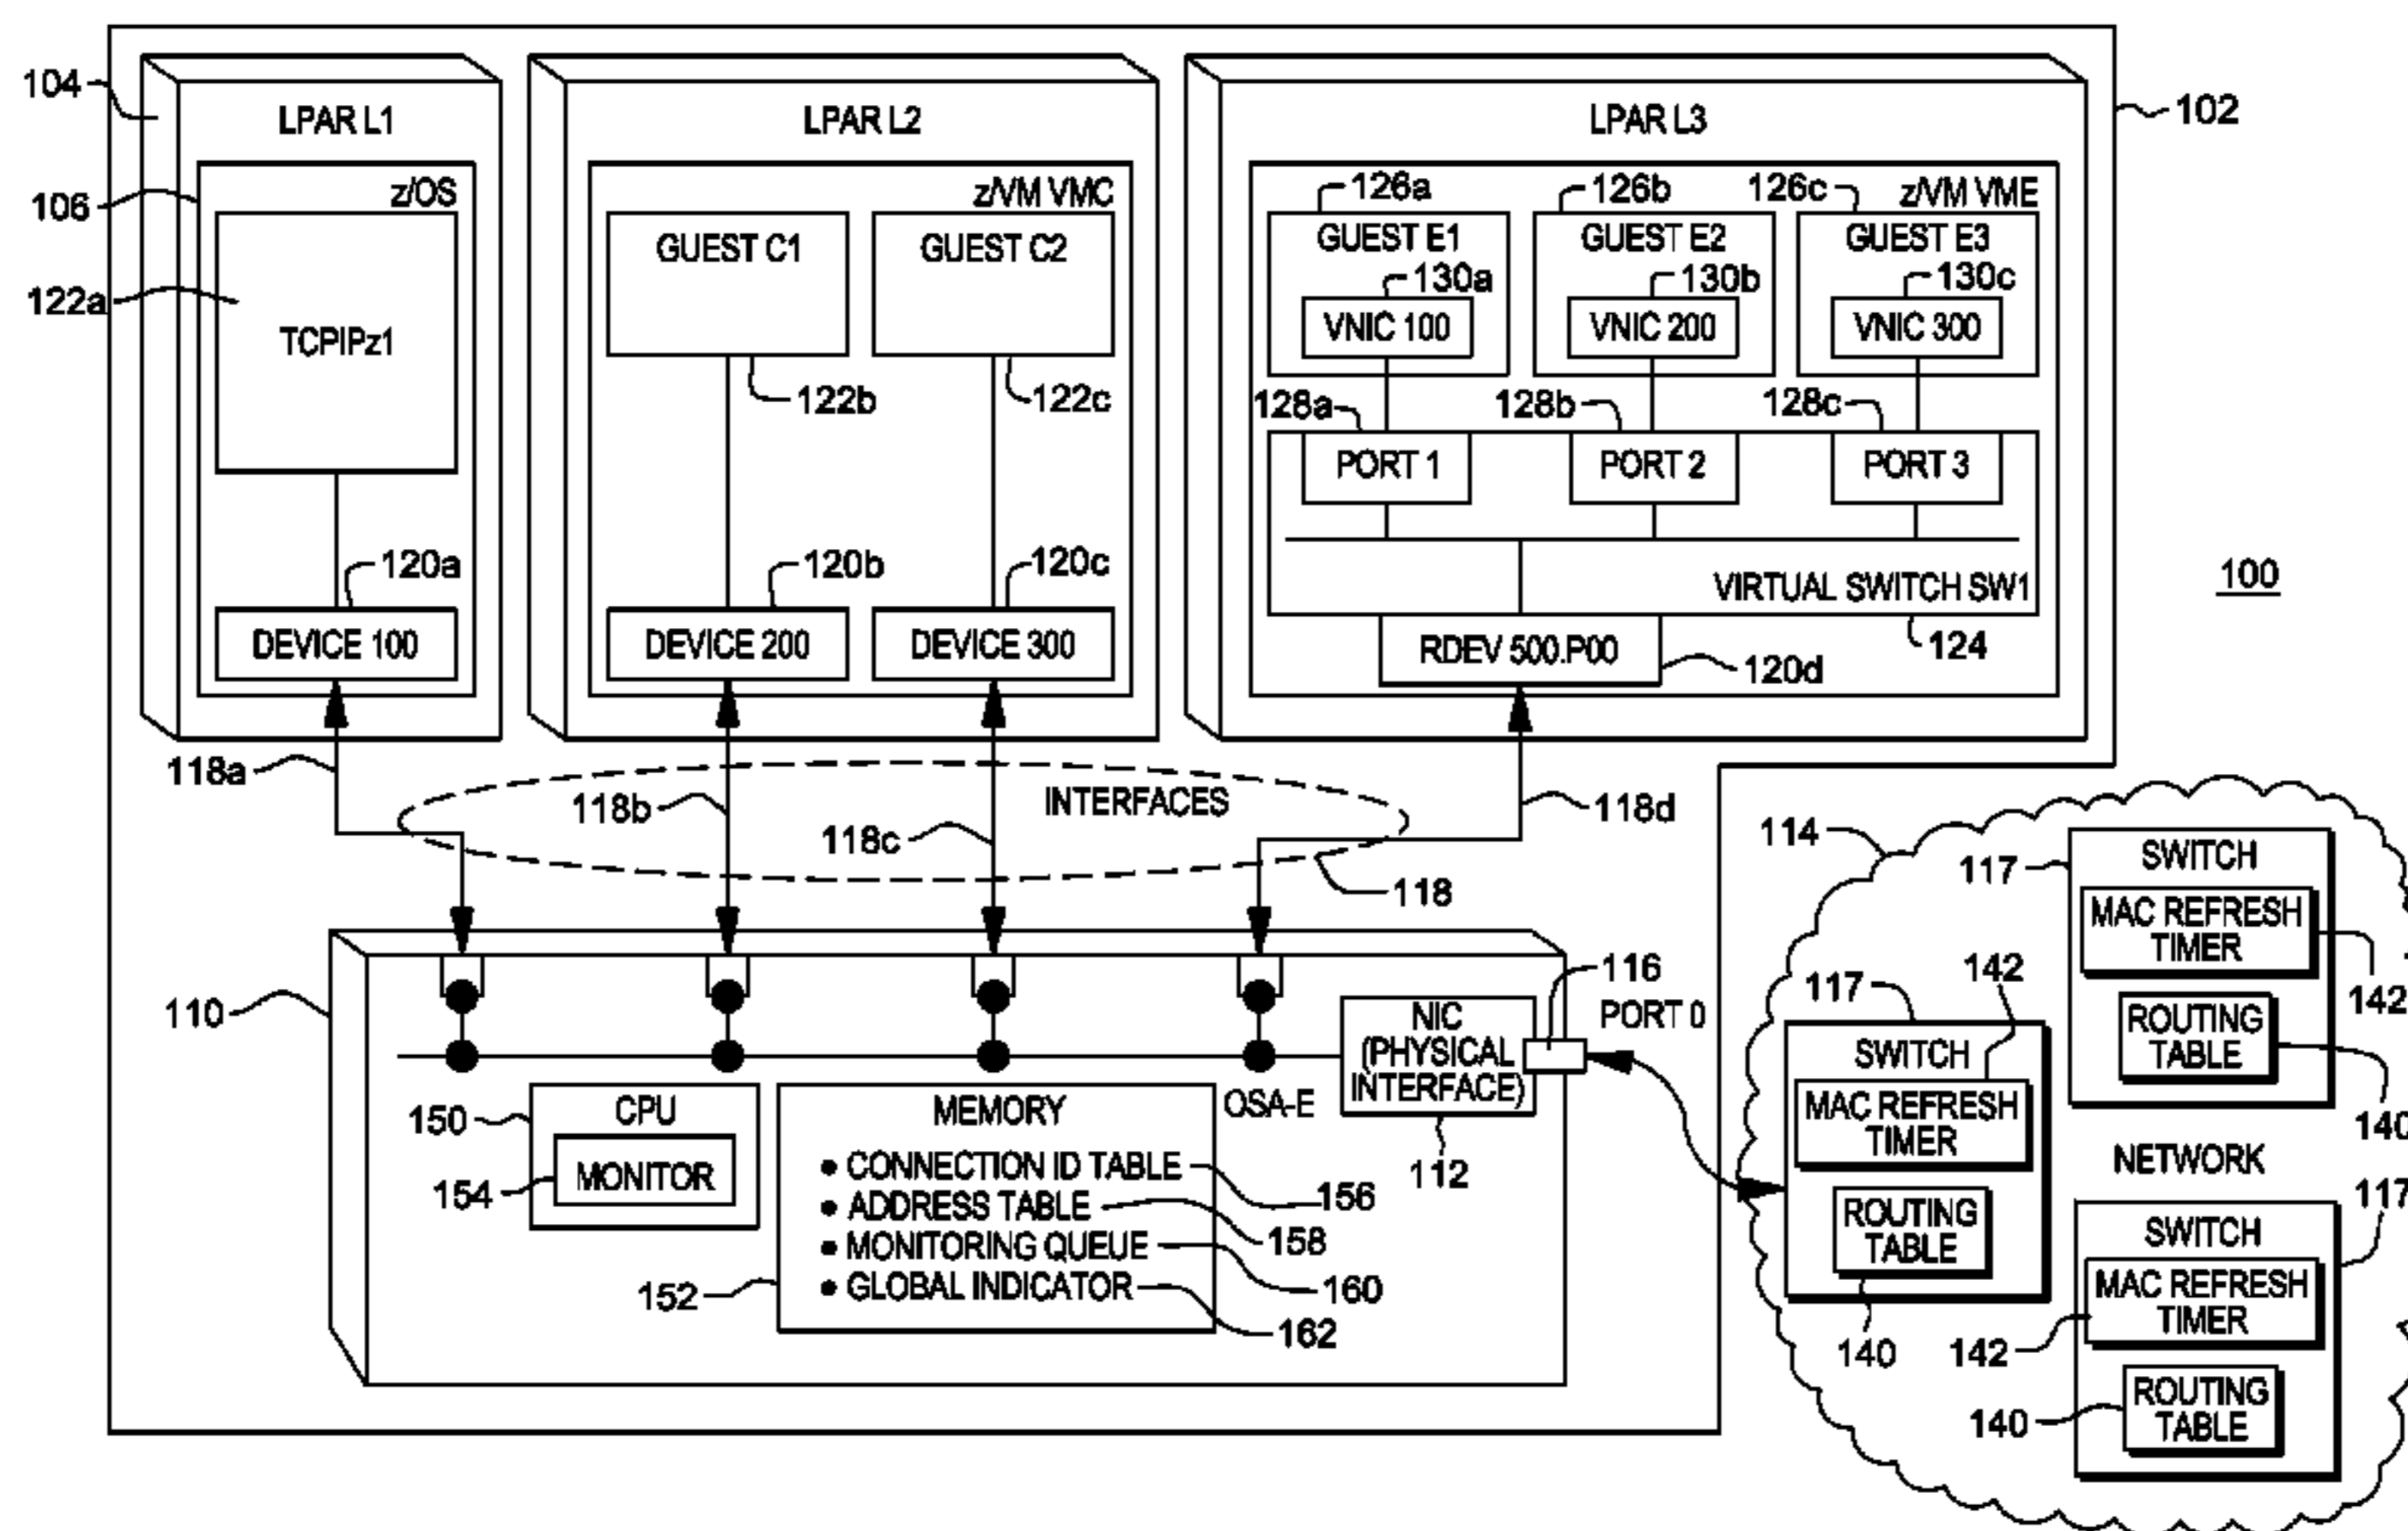 104
LPAR L1
LPAR L2
LPAR L3
102
106
z/OS
z/VM VMC
z/VM VME
126a
126b
126c
122a
TCPIPz1
GUEST C1
GUEST C2
GUEST E1
GUEST E2
GUEST E3
130a
130b
130c
VNIC 100
VNIC 200
VNIC 300
122b
122c
128a
128b
128c
PORT 1
PORT 2
PORT 3
120a
120b
120c
VIRTUAL SWITCH SW1
100
DEVICE 100
DEVICE 200
DEVICE 300
RDEV 500.P00
120d
124
118a
118b
118c
INTERFACES
118d
118
114
117
SWITCH
MAC REFRESH
TIMER
142
ROUTING
TABLE
140
110
NIC
(PHYSICAL
INTERFACE)
116
PORT 0
112
OSA-E
150
CPU
154
MONITOR
152
MEMORY
• CONNECTION ID TABLE
156
• ADDRESS TABLE
158
• MONITORING QUEUE
160
• GLOBAL INDICATOR
162
117
142
SWITCH
MAC REFRESH
TIMER
ROUTING
TABLE
140
NETWORK
117
SWITCH
MAC REFRESH
TIMER
142
ROUTING
TABLE
140